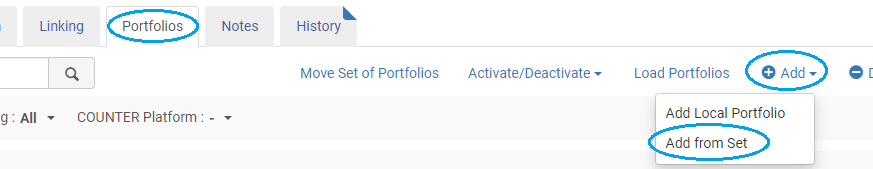 Linking Portfolios Notes History
Move Set of Portfolios Activate/Deactivate Load Portfolios Add
g : All COUNTER Platform : -
Add Local Portfolio
Add from Set